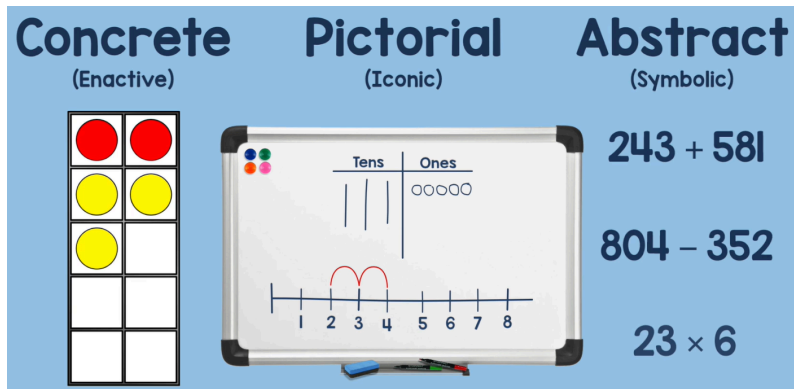 Concrete
(Enactive)
Pictorial
(Iconic)
Tens Ones
1 2 3 4 5 6 7 8
Abstract
(Symbolic)
243 + 581
804 – 352
23 × 6